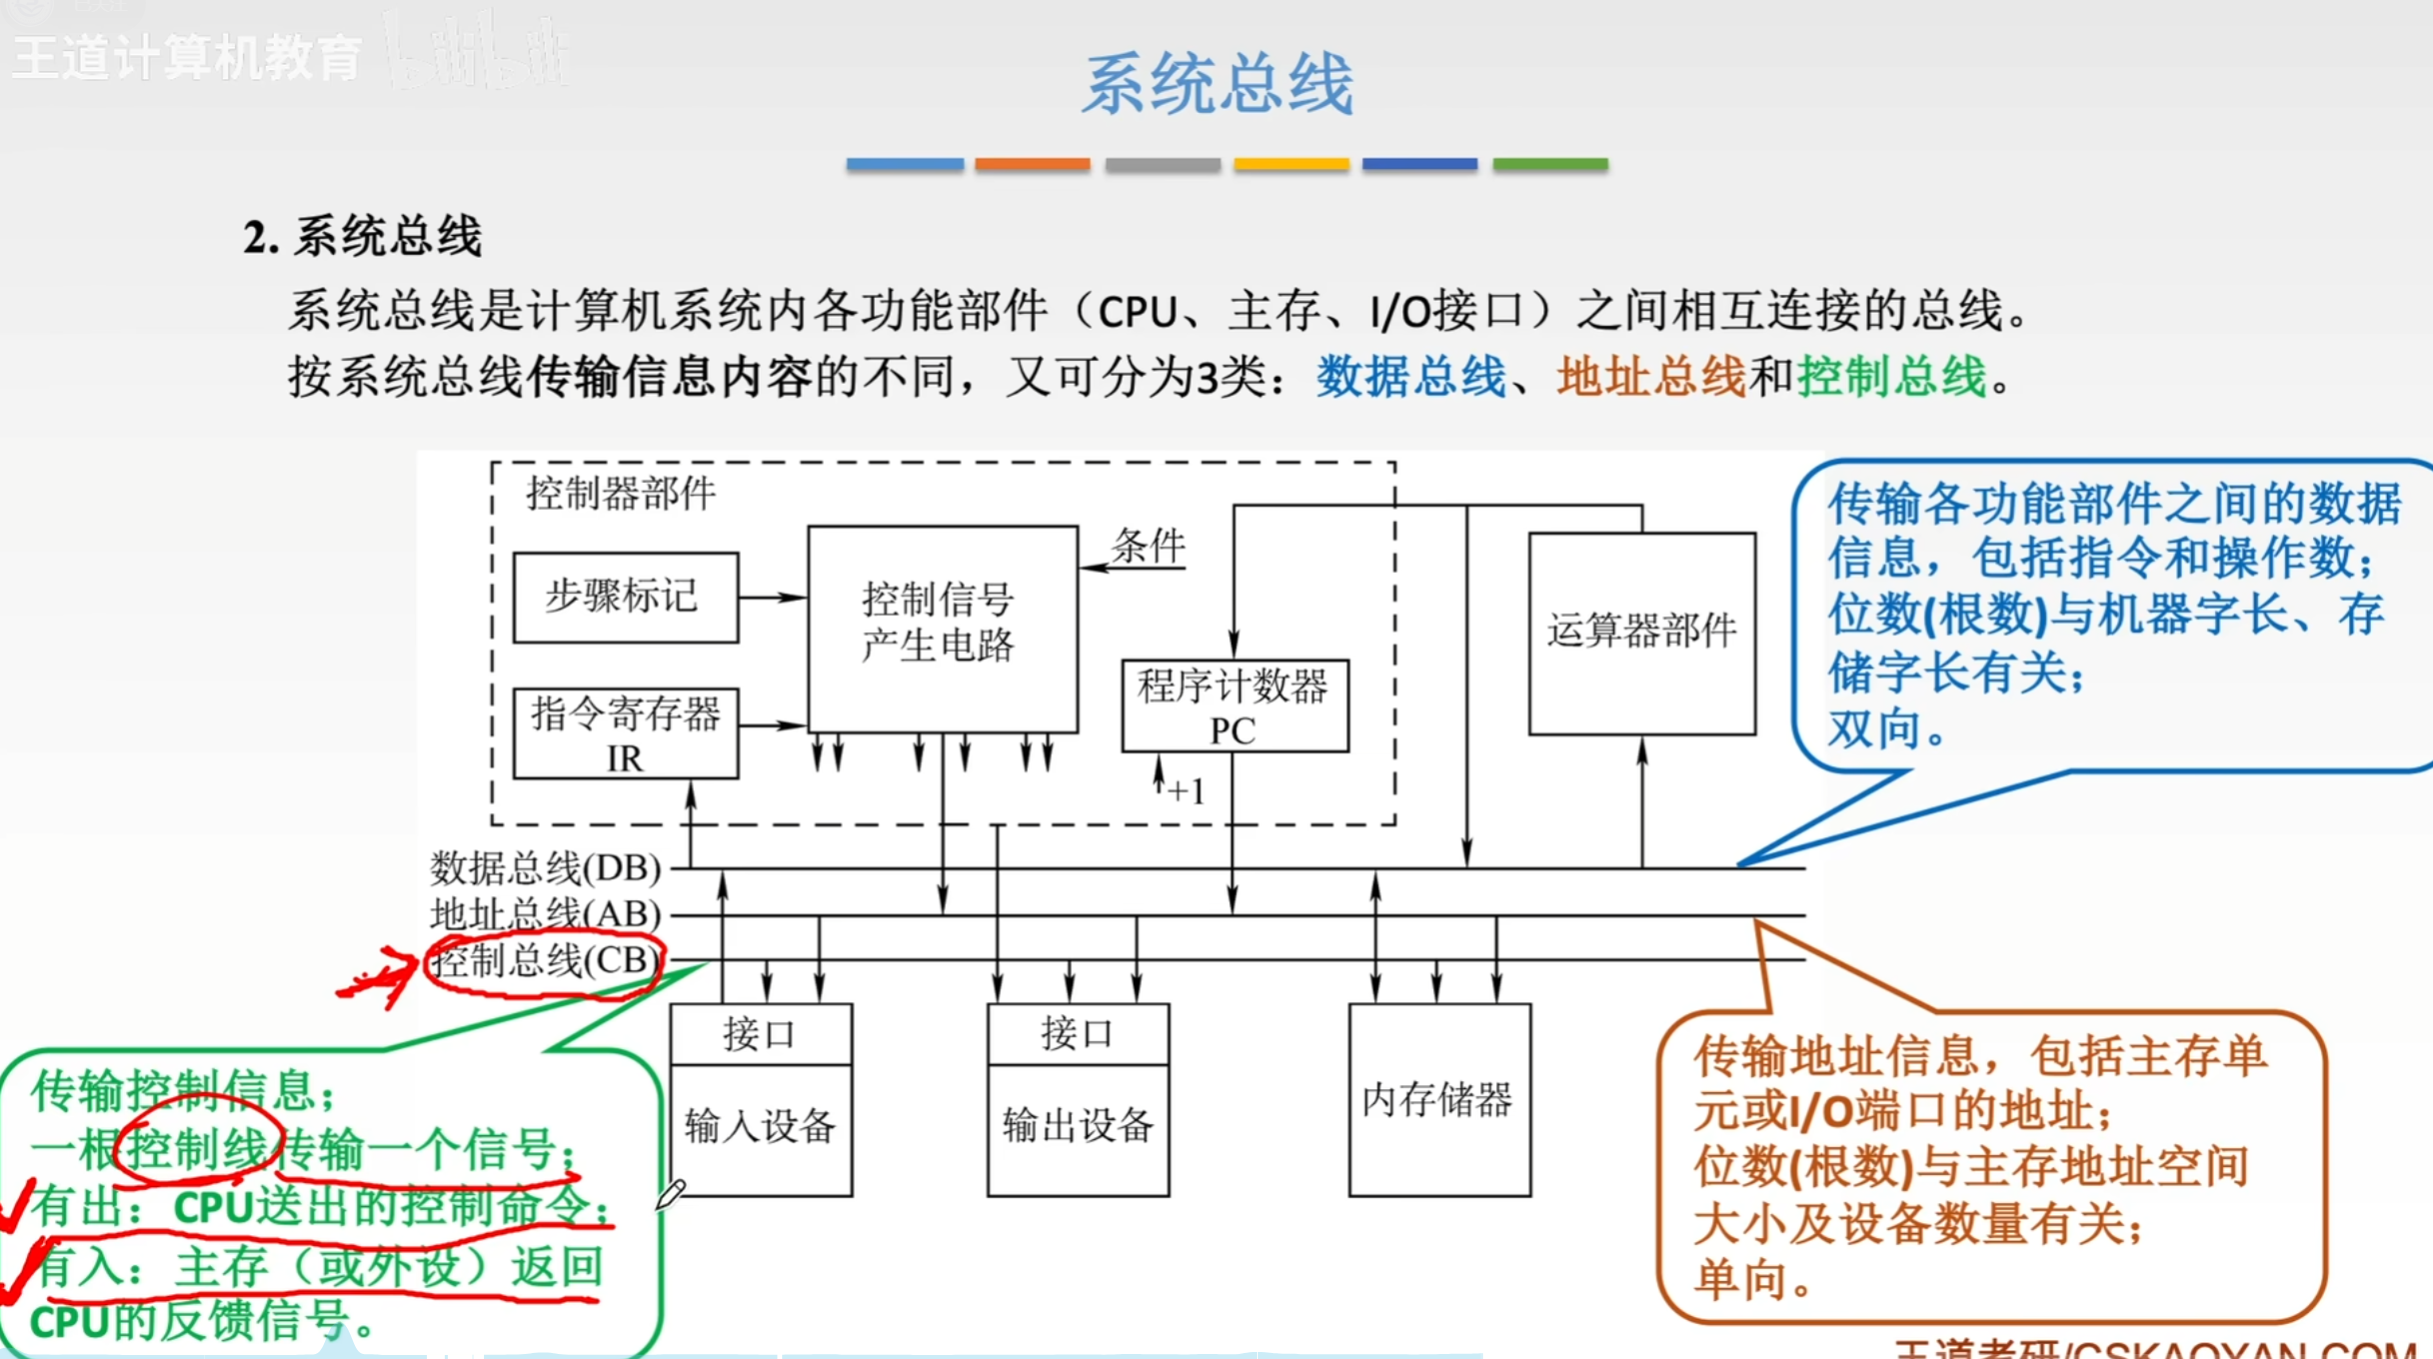 王道计算机教育 bilibili
系统总线
2. 系统总线
系统总线是计算机系统内各功能部件（CPU、主存、I/O接口）之间相互连接的总线。
按系统总线传输信息内容的不同，又可分为3类：数据总线、地址总线和控制总线。
控制器部件
步骤标记
控制信号
产生电路
条件
指令寄存器
IR
程序计数器
PC
+1
运算器部件
数据总线(DB)
地址总线(AB)
控制总线(CB)
接口
输入设备
接口
输出设备
内存储器
传输各功能部件之间的数据
信息，包括指令和操作数；
位数(根数)与机器字长、存
储字长有关；
双向。
传输控制信息；
一根控制线传输一个信号；
有出：CPU送出的控制命令；
有入：主存（或外设）返回
CPU的反馈信号。
传输地址信息，包括主存单
元或I/O端口的地址；
位数(根数)与主存地址空间
大小及设备数量有关；
单向。
王道考研/CSKAOYAN.COM